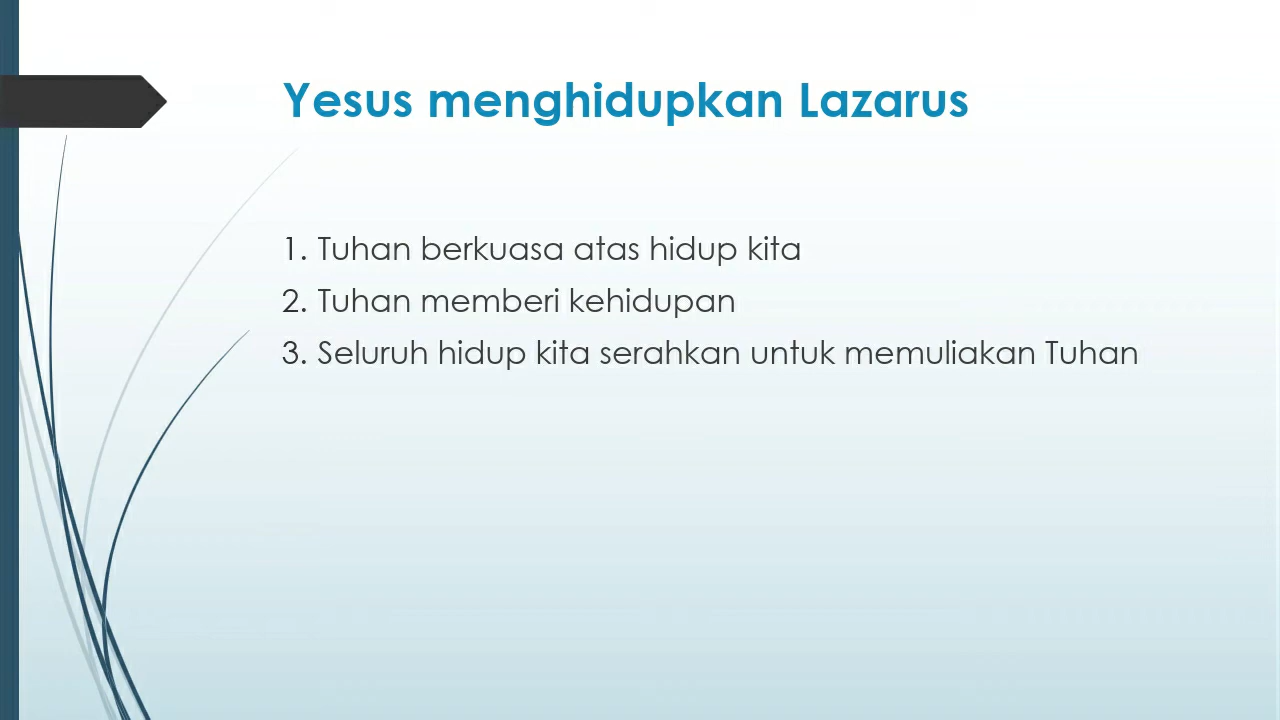 Yesus menghidupkan Lazarus
1. Tuhan berkuasa atas hidup kita
2. Tuhan memberi kehidupan
3. Seluruh hidup kita serahkan untuk memuliakan Tuhan